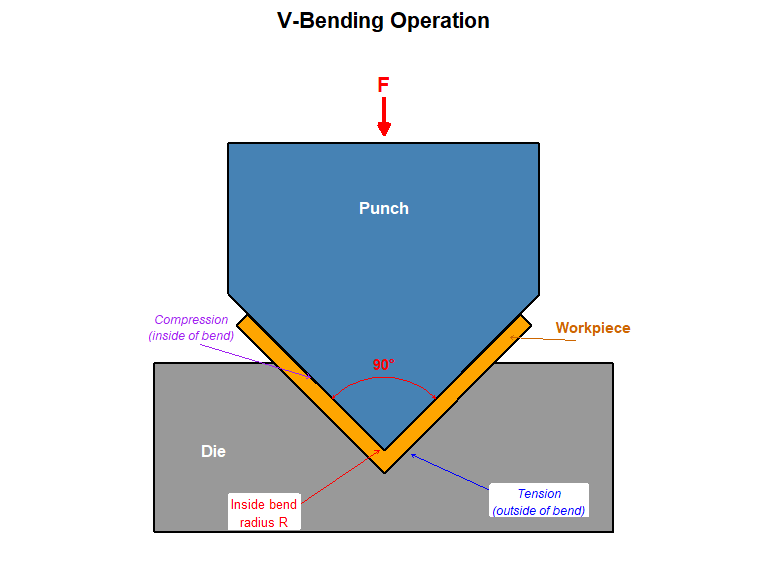 V-Bending Operation
F
Punch
Compression
(inside of bend)
Workpiece
90°
Die
Inside bend
radius R
Tension
(outside of bend)